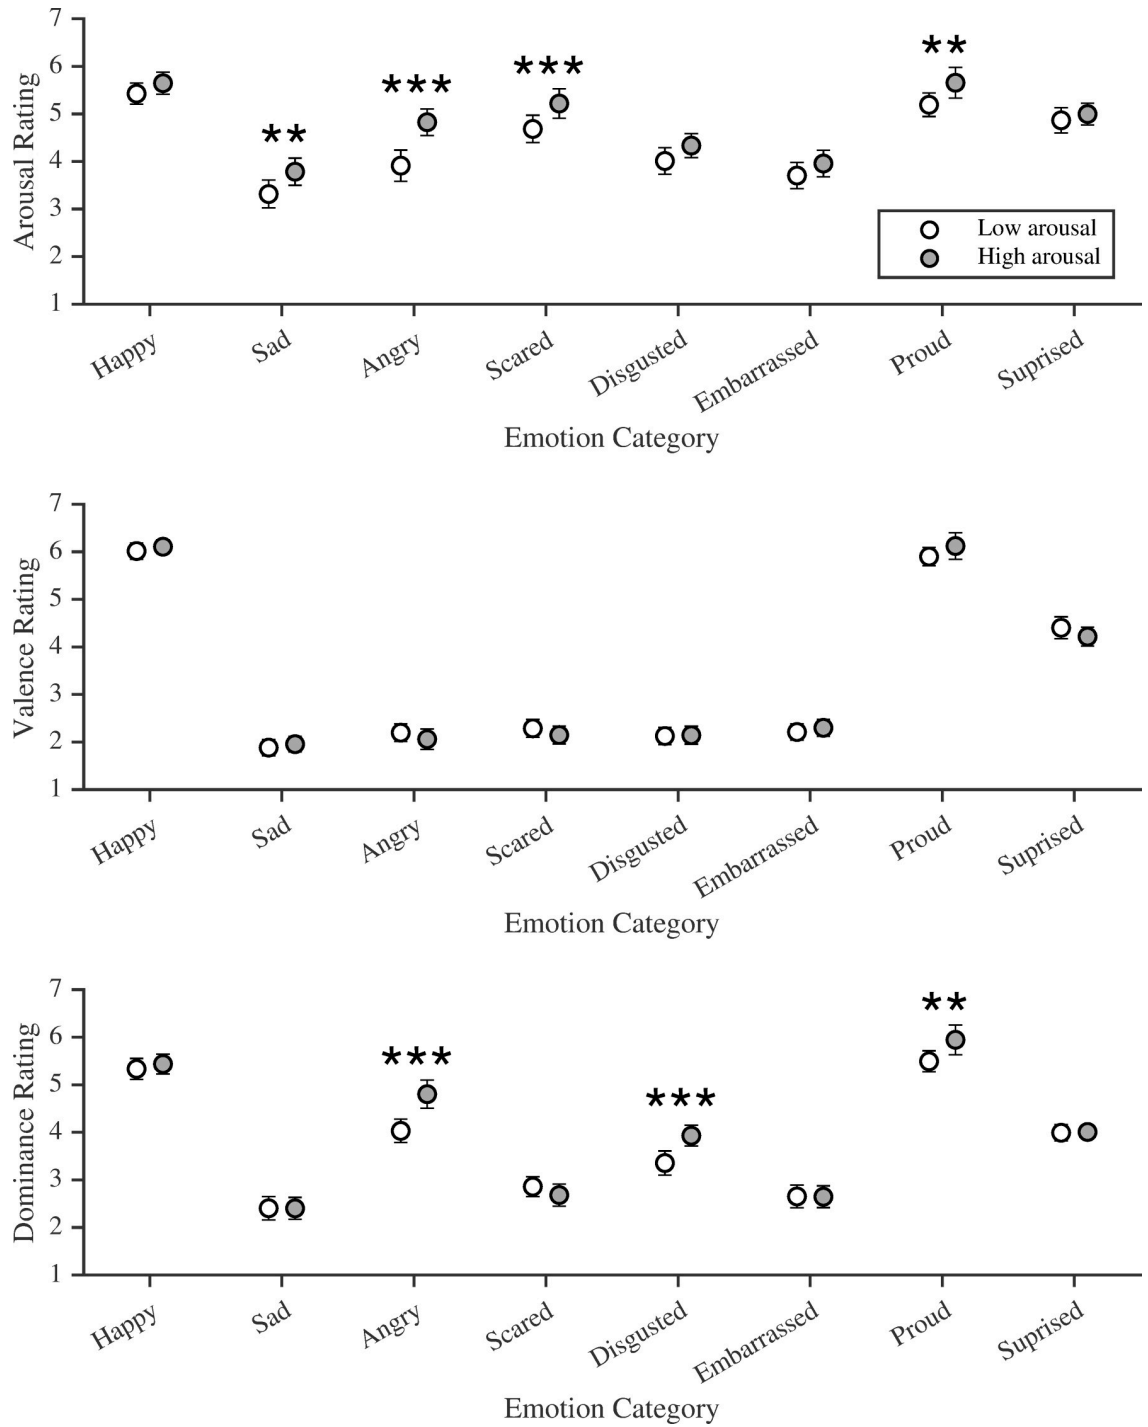 Arousal Rating
7
6
5
4
3
2
1
**
***
***
**
Low arousal
High arousal
Happy
Sad
Angry
Scared
Disgusted
Embarrassed
Proud
Suprised
Emotion Category
Valence Rating
7
6
5
4
3
2
1
Happy
Sad
Angry
Scared
Disgusted
Embarrassed
Proud
Suprised
Emotion Category
Dominance Rating
7
6
5
4
3
2
1
***
***
**
Happy
Sad
Angry
Scared
Disgusted
Embarrassed
Proud
Suprised
Emotion Category